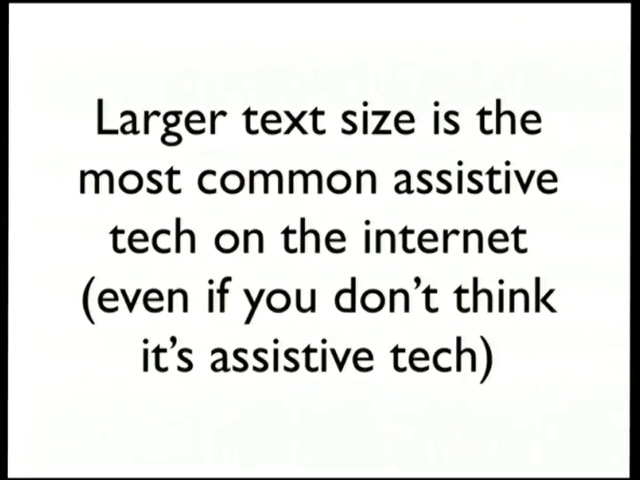 Larger text size is the
most common assistive
tech on the internet
(even if you don’t think
it’s assistive tech)